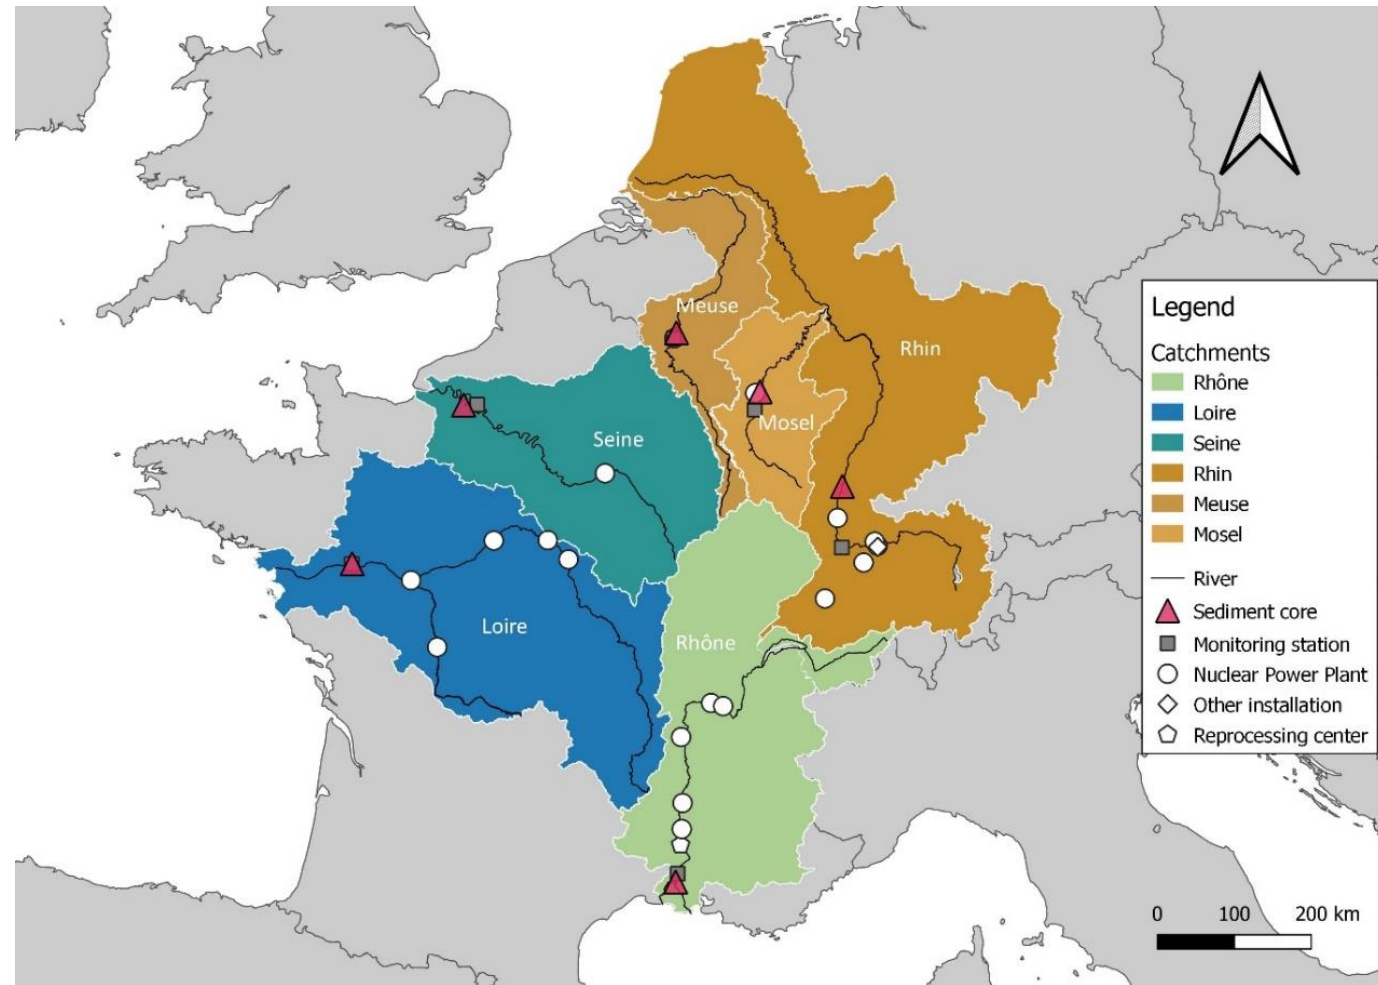 Meuse
Rhin
Mosel
Seine
Loire
Rhône
Legend
Catchments
Rhône
Loire
Seine
Rhin
Meuse
Mosel
River
Sediment core
Monitoring station
Nuclear Power Plant
Other installation
Reprocessing center
0 100 200 km